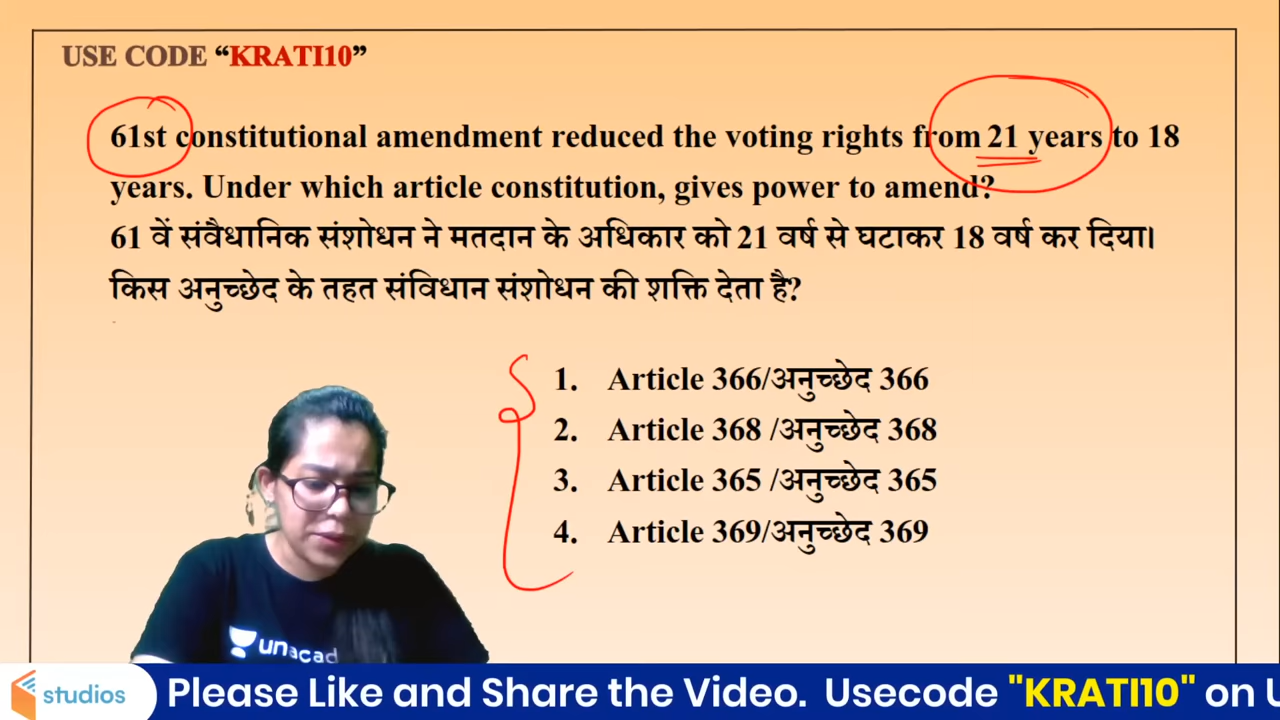 USE CODE “KRATI10”
61st constitutional amendment reduced the voting rights from 21 years to 18
years. Under which article constitution, gives power to amend?
61 वें संवैधानिक संशोधन ने मतदान के अधिकार को 21 वर्ष से घटाकर 18 वर्ष कर दिया।
किस अनुच्छेद के तहत संविधान संशोधन की शक्ति देता है?
1. Article 366/अनुच्छेद 366
2. Article 368 /अनुच्छेद 368
3. Article 365 /अनुच्छेद 365
4. Article 369/अनुच्छेद 369
unacad
studios Please Like and Share the Video. Usecode "KRATI10" on U